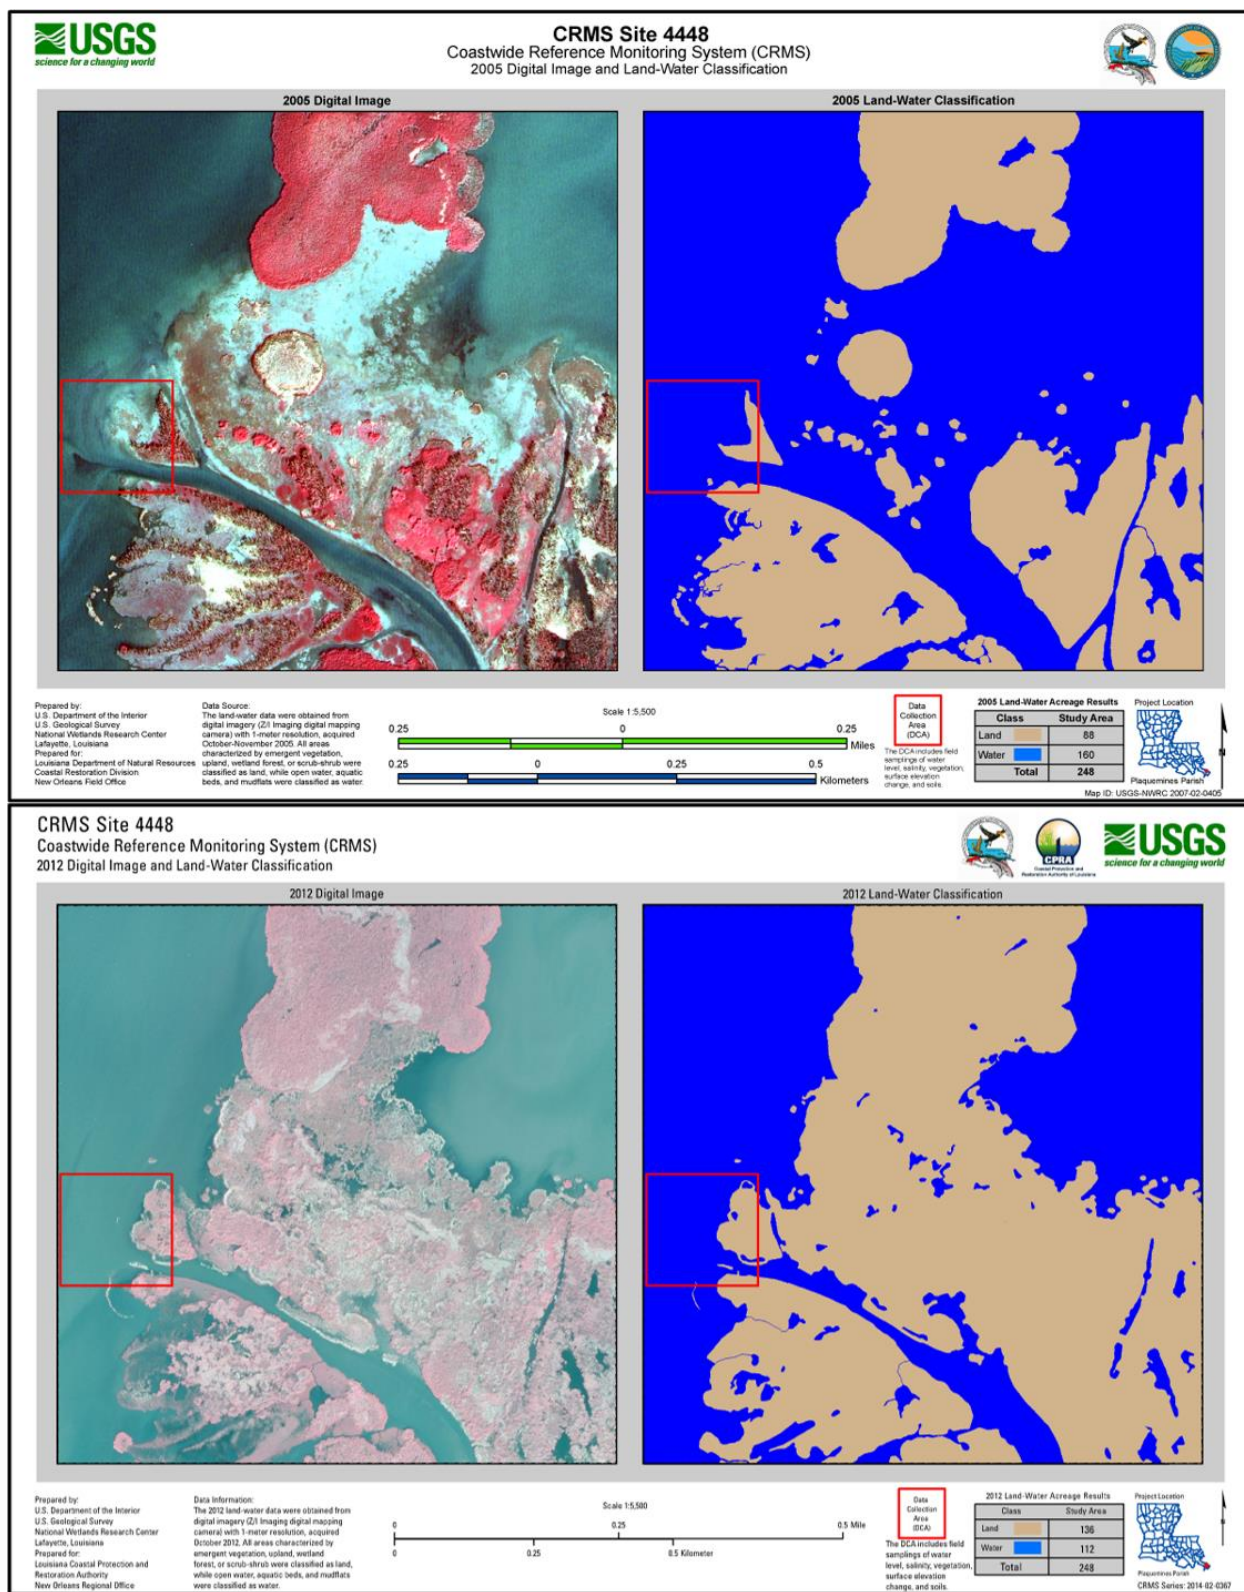 USGS
science for a changing world
CRMS Site 4448
Coastwide Reference Monitoring System (CRMS)
2005 Digital Image and Land-Water Classification
2005 Digital Image
2005 Land-Water Classification
Prepared by:
U.S. Department of the Interior
U.S. Geological Survey
National Wetlands Research Center
Lafayette, Louisiana
Prepared for:
Louisiana Department of Natural Resources
Coastal Restoration Division
New Orleans Field Office
Data Source:
The land-water data were obtained from
digital imagery (Z/I Imaging digital mapping
camera) with 1-meter resolution, acquired
October-November 2005. All areas
characterized by emergent vegetation,
upland, wetland forest, or scrub-shrub were
classified as land, while open water, aquatic
beds, and mudflats were classified as water.
Scale 1:5,500
0.25 0 0.25
Miles
0.25 0 0.25 0.5
Kilometers
Data
Collection
Area
(DCA)
The DCA includes field
samplings of water
level, salinity, vegetation,
surface elevation
change, and soils.
2005 Land-Water Acreage Results
Class Study Area
Land 88
Water 160
Total 248
Project Location
Plaquemines Parish
N
Map ID: USGS-NWRC 2007-02-0405
CRMS Site 4448
Coastwide Reference Monitoring System (CRMS)
2012 Digital Image and Land-Water Classification
CPRA
Coastal Protection and
Restoration Authority of Louisiana
USGS
science for a changing world
2012 Digital Image
2012 Land-Water Classification
Prepared by:
U.S. Department of the Interior
U.S. Geological Survey
National Wetlands Research Center
Lafayette, Louisiana
Prepared for:
Louisiana Coastal Protection and
Restoration Authority
New Orleans Regional Office
Data Information:
The 2012 land-water data were obtained from
digital imagery (Z/I Imaging digital mapping
camera) with 1-meter resolution, acquired
October 2012. All areas characterized by
emergent vegetation, upland, wetland
forest, or scrub-shrub were classified as land,
while open water, aquatic beds, and mudflats
were classified as water.
Scale 1:5,500
0 0.25 0.5 Mile
0 0.25 0.5 Kilometer
Data
Collection
Area
(DCA)
The DCA includes field
samplings of water
level, salinity, vegetation,
surface elevation
change, and soils.
2012 Land-Water Acreage Results
Class Study Area
Land 136
Water 112
Total 248
Project Location
Plaquemines Parish
CRMS Series: 2014-02-0367